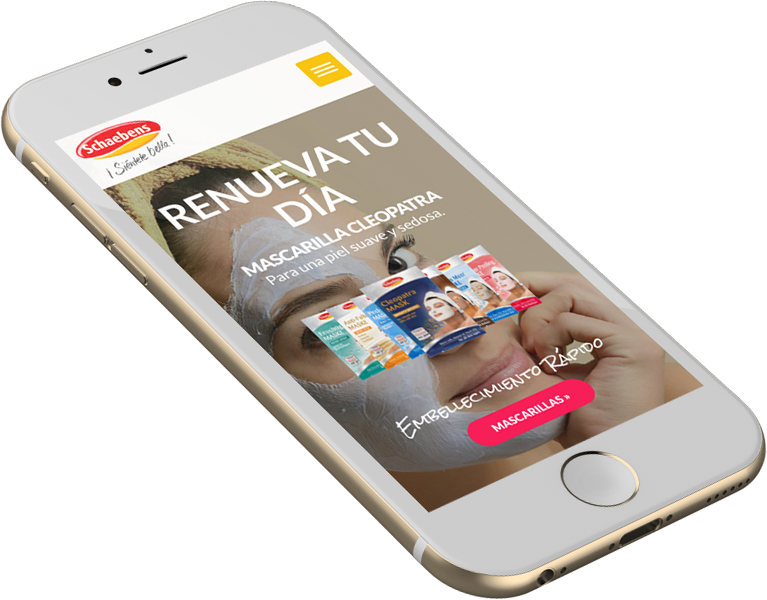 Schaebens
¡ Siéntete bella !
RENUEVA TU
DÍA
MASCARILLA CLEOPATRA
Para una piel suave y sedosa.
Cleopatra
MASK
EMBELLECIMIENTO RÁPIDO
MASCARILLAS »